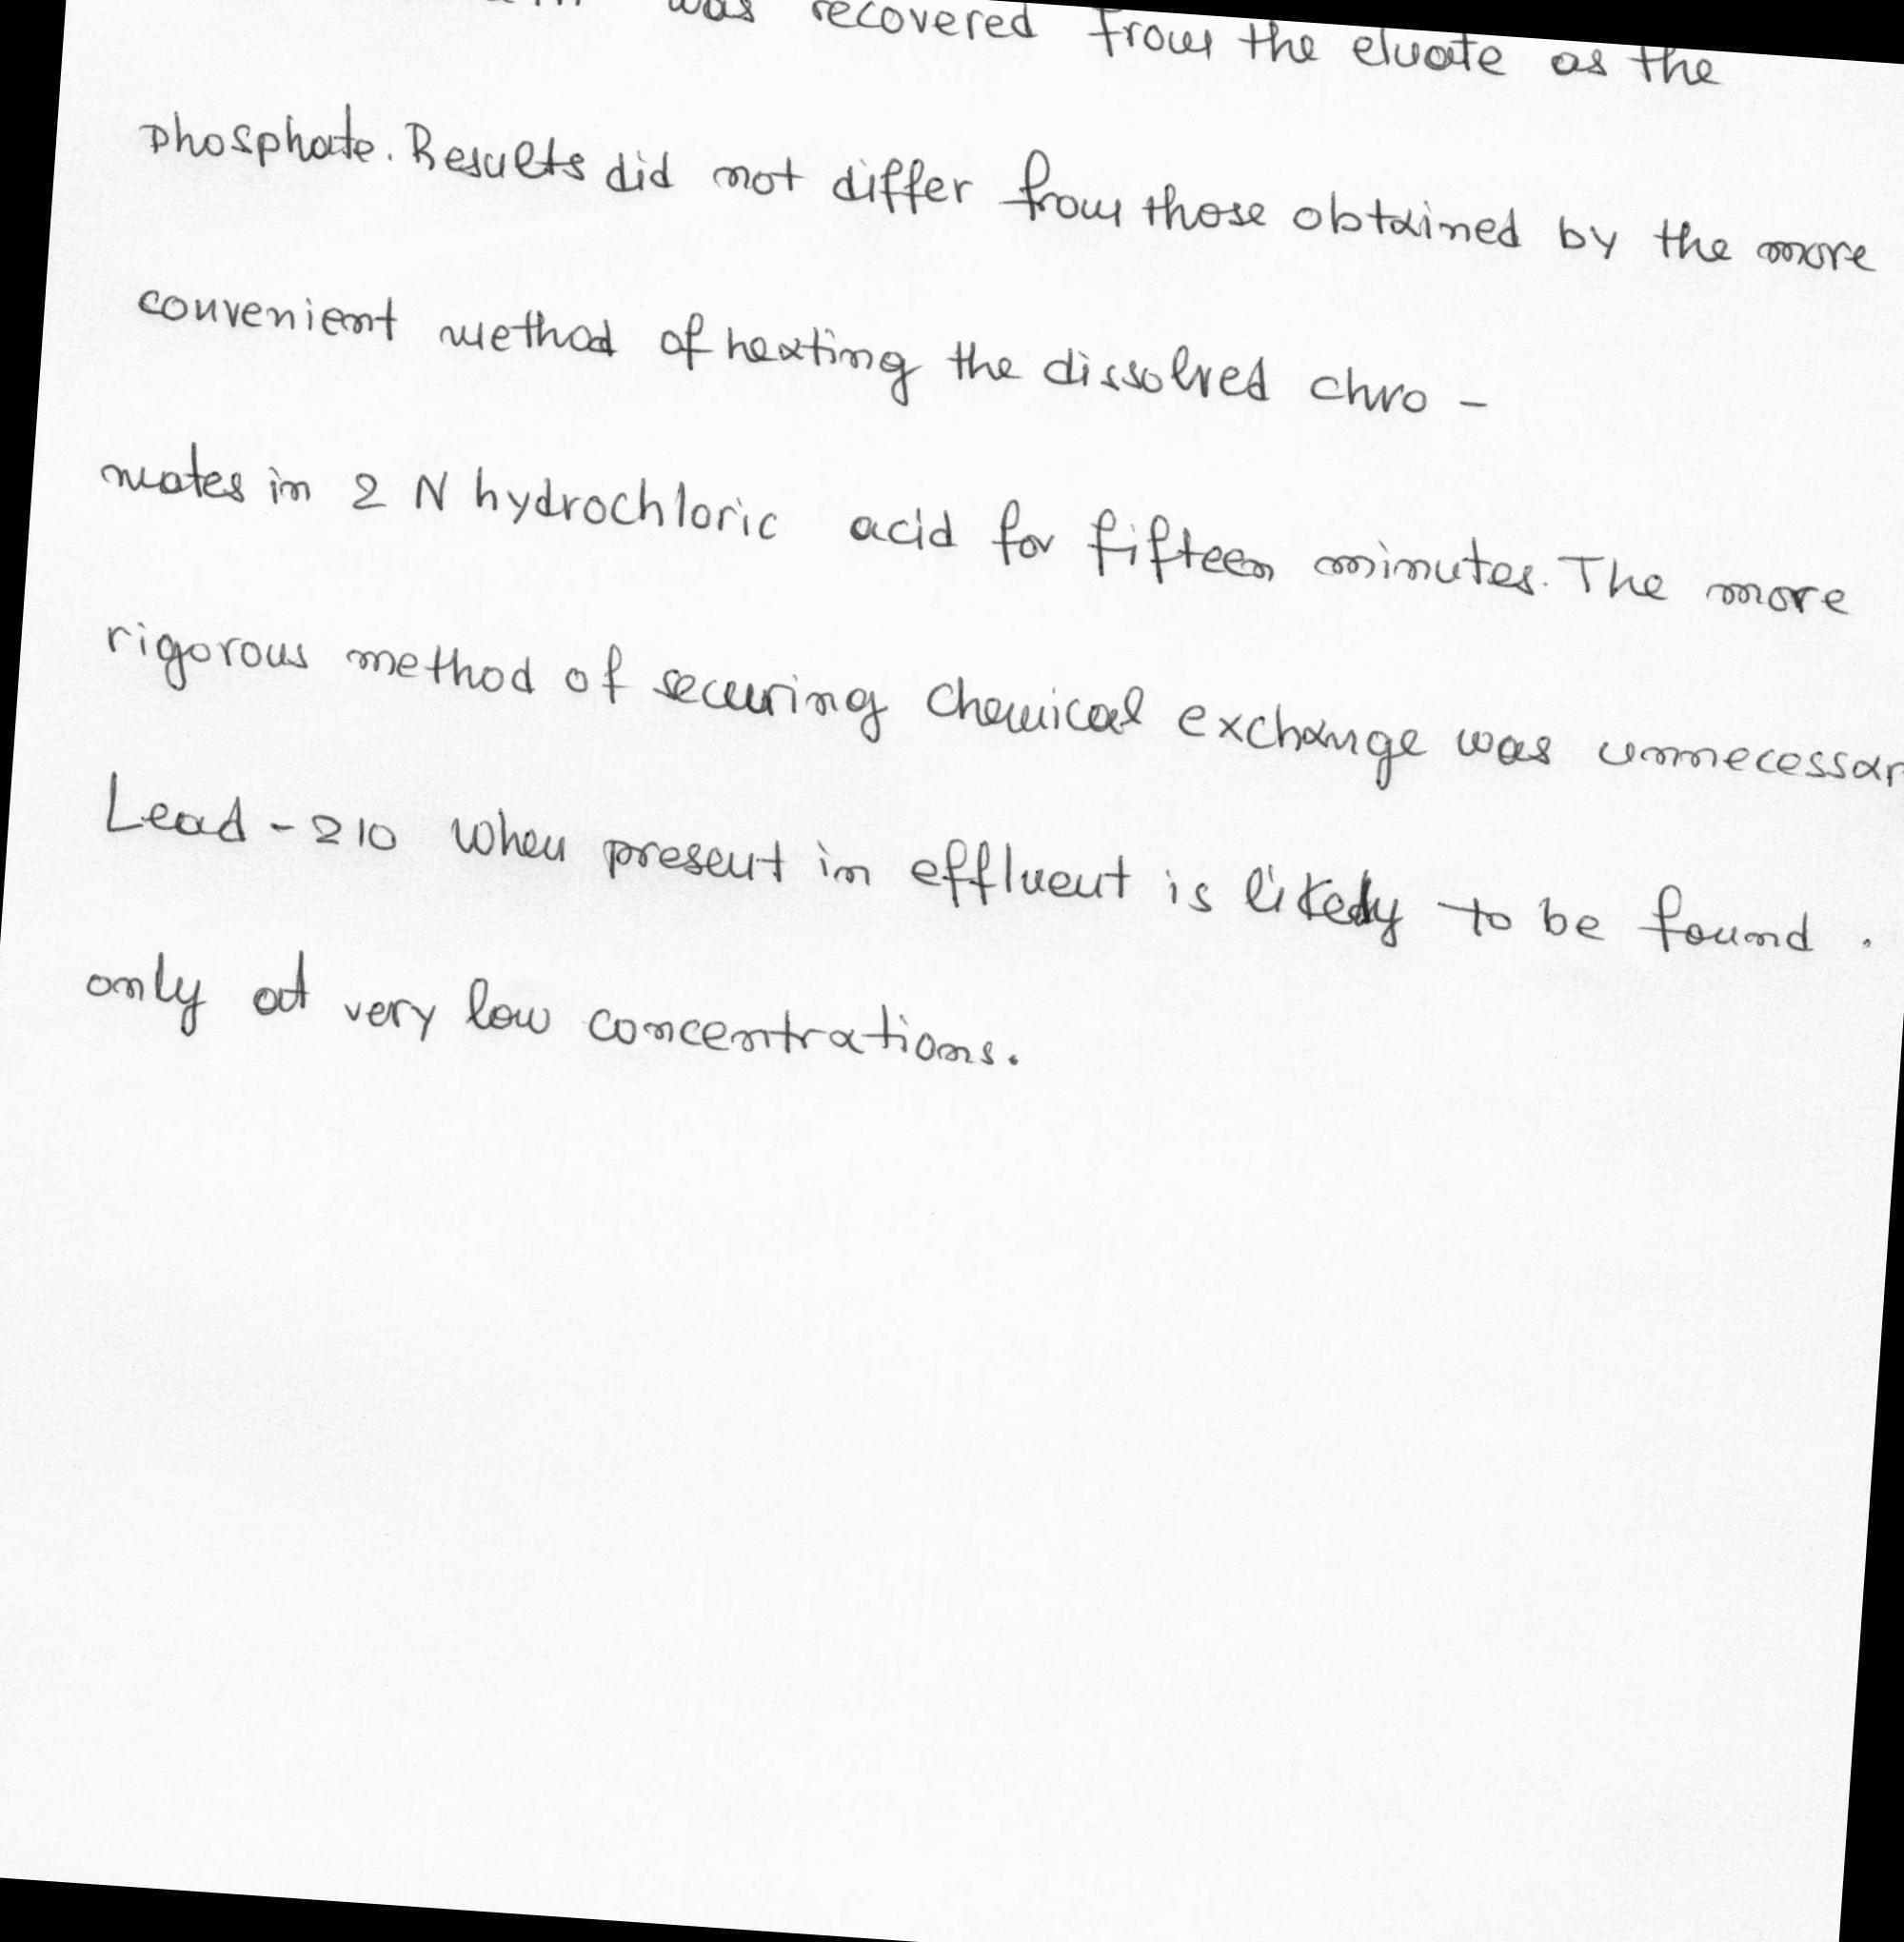 was recovered from the eluate as the
phosphate. Results did not differ from those obtained by the more
convenient method of heating the dissolved chro -
mates in 2 N hydrochloric acid for fifteen minutes. The more
rigorous method of securing chemical exchange was unnecessar
Lead - 210 when present in effluent is likely to be found .
only at very low concentrations.